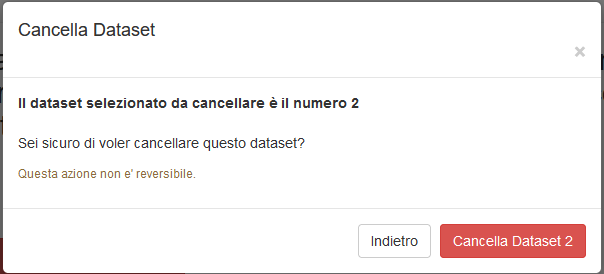 Cancella Dataset
×
Il dataset selezionato da cancellare è il numero 2
Sei sicuro di voler cancellare questo dataset?
Questa azione non e' reversibile.
Indietro
Cancella Dataset 2